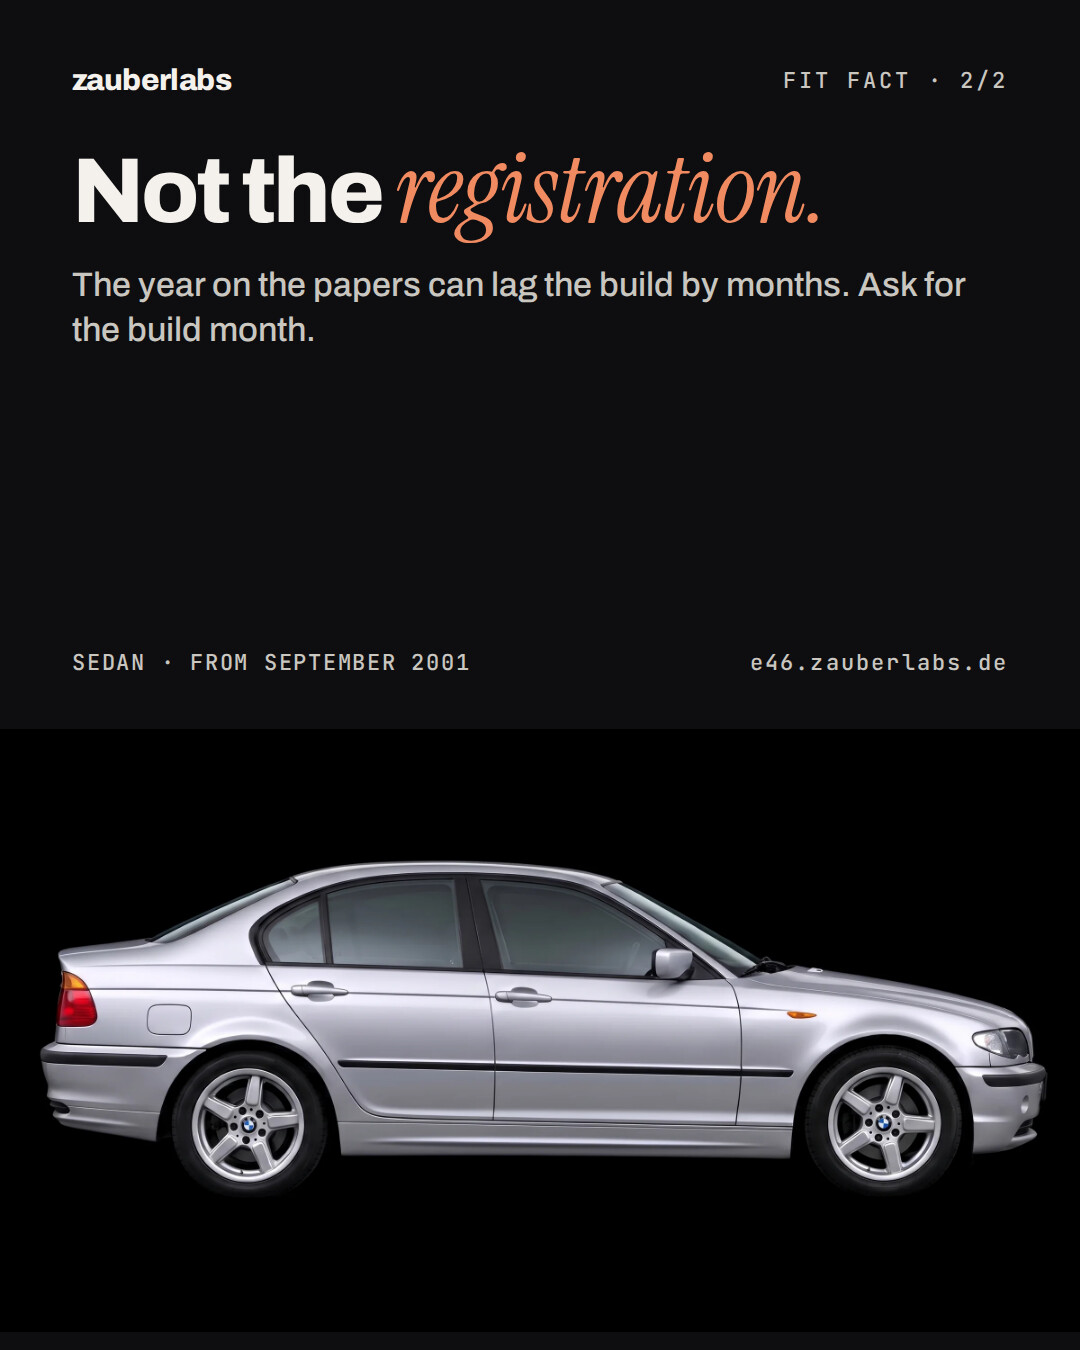 zauberlabs
FIT FACT · 2/2
Not the registration.
The year on the papers can lag the build by months. Ask for
the build month.
SEDAN · FROM SEPTEMBER 2001
e46.zauberlabs.de